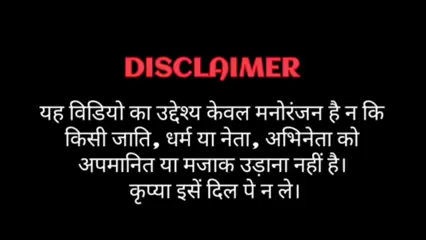 DISCLAIMER
यह विडियो का उद्देश्य केवल मनोरंजन है न कि
किसी जाति, धर्म या नेता, अभिनेता को
अपमानित या मजाक उड़ाना नहीं है।
कृप्या इसें दिल पे न ले।